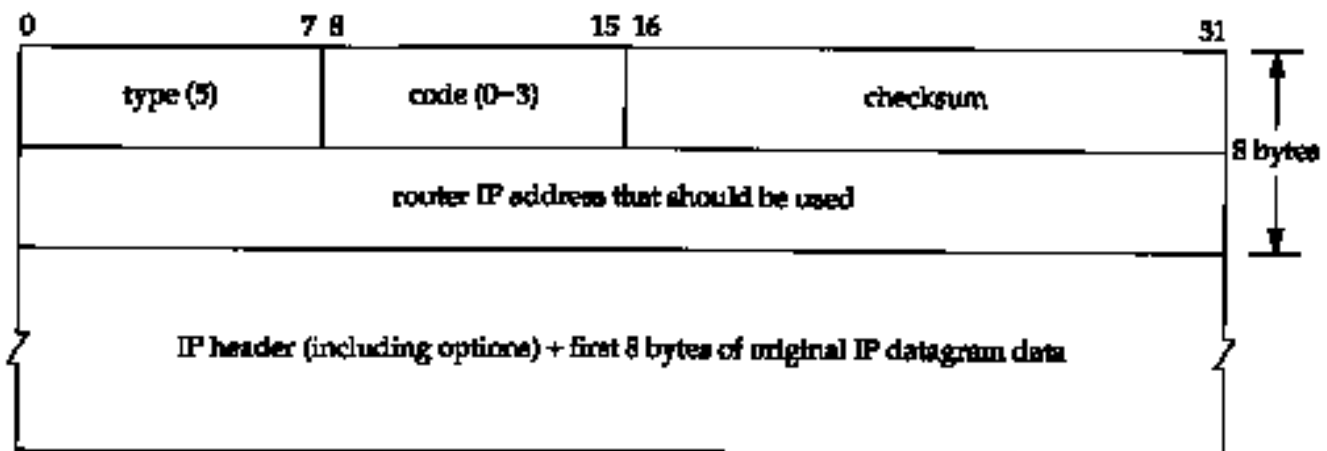 0 7 8 15 16 31
type (5) code (0–3) checksum
8 bytes
router IP address that should be used
IP header (including options) + first 8 bytes of original IP datagram data